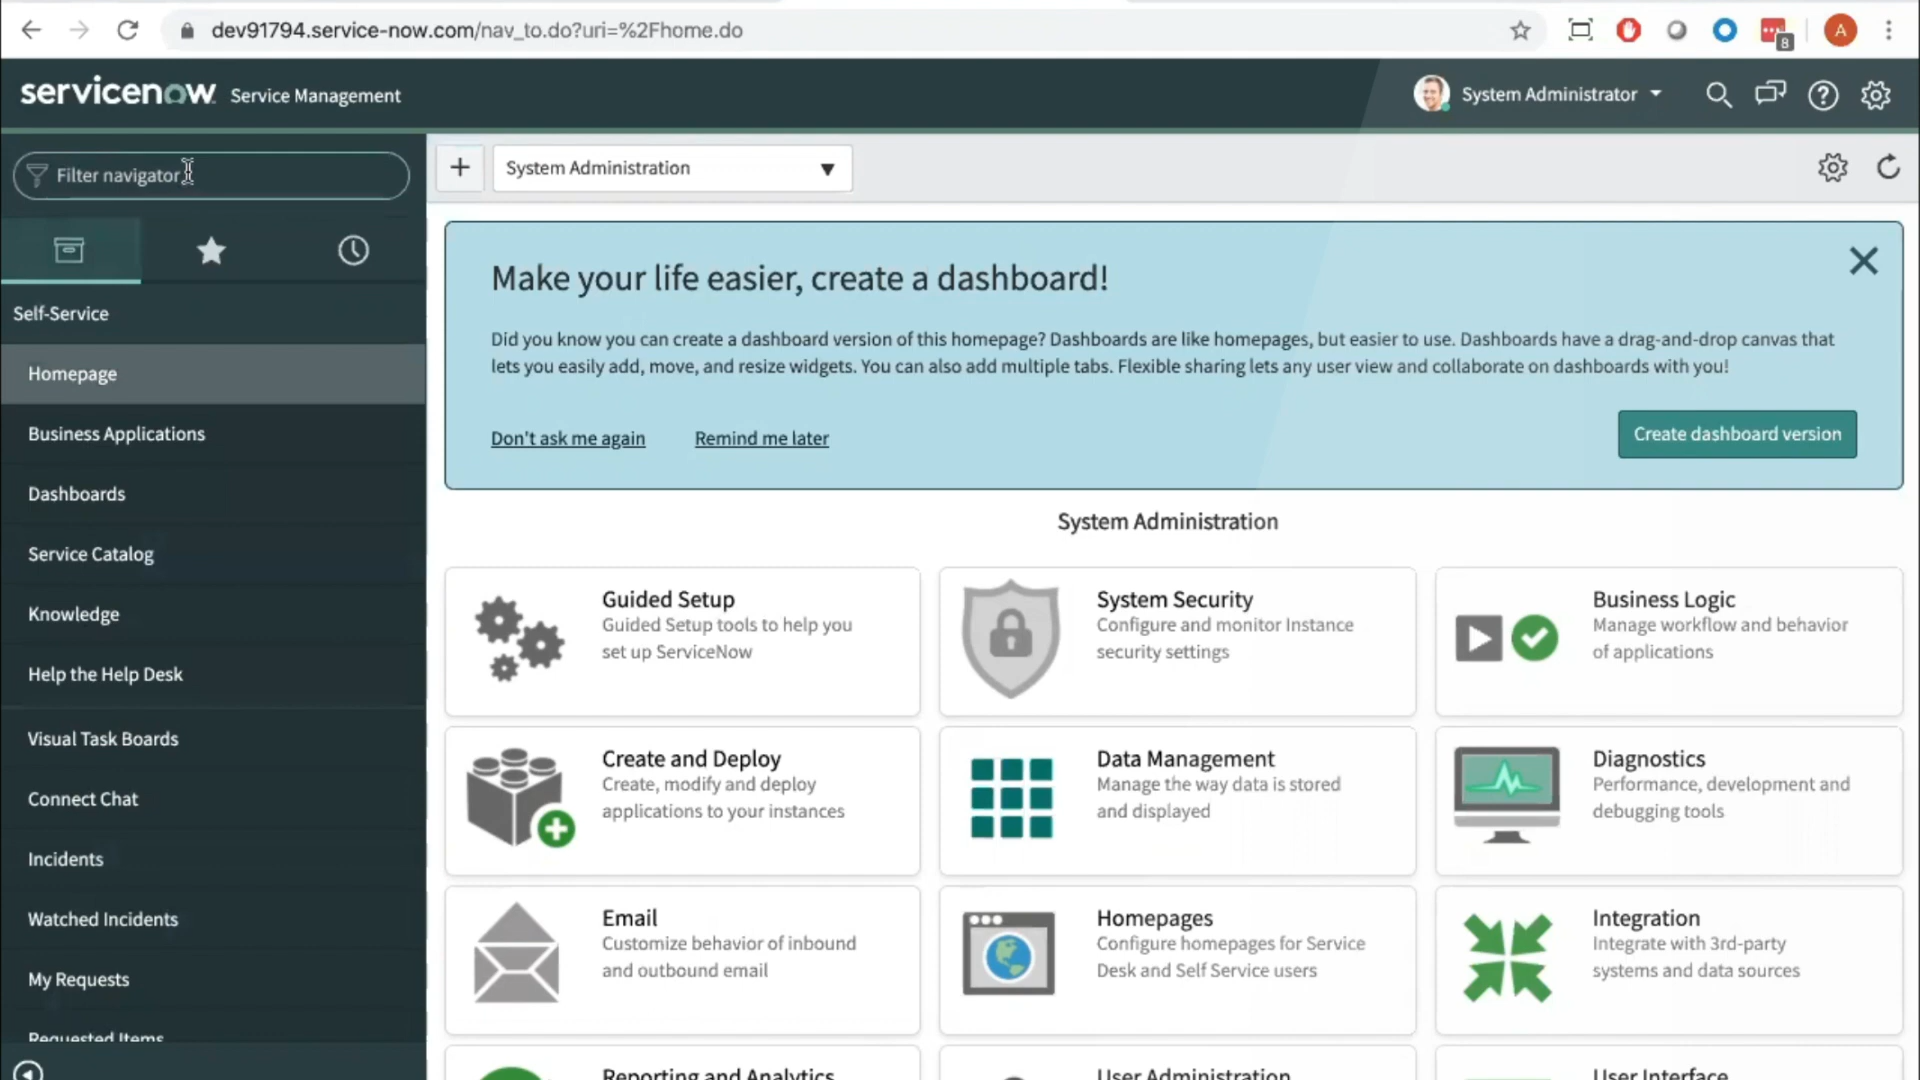 dev91794.service-now.com/nav_to.do?uri=%2Fhome.do
8
A
servicenow Service Management
System Administrator
Filter navigator
System Administration
Self-Service
Homepage
Business Applications
Dashboards
Service Catalog
Knowledge
Help the Help Desk
Visual Task Boards
Connect Chat
Incidents
Watched Incidents
My Requests
Requested Items
Make your life easier, create a dashboard!
Did you know you can create a dashboard version of this homepage? Dashboards are like homepages, but easier to use. Dashboards have a drag-and-drop canvas that
lets you easily add, move, and resize widgets. You can also add multiple tabs. Flexible sharing lets any user view and collaborate on dashboards with you!
Don't ask me again
Remind me later
Create dashboard version
System Administration
Guided Setup
Guided Setup tools to help you
set up ServiceNow
System Security
Configure and monitor Instance
security settings
Business Logic
Manage workflow and behavior
of applications
Create and Deploy
Create, modify and deploy
applications to your instances
Data Management
Manage the way data is stored
and displayed
Diagnostics
Performance, development and
debugging tools
Email
Customize behavior of inbound
and outbound email
Homepages
Configure homepages for Service
Desk and Self Service users
Integration
Integrate with 3rd-party
systems and data sources
Reporting and Analytics
User Administration
User Interface